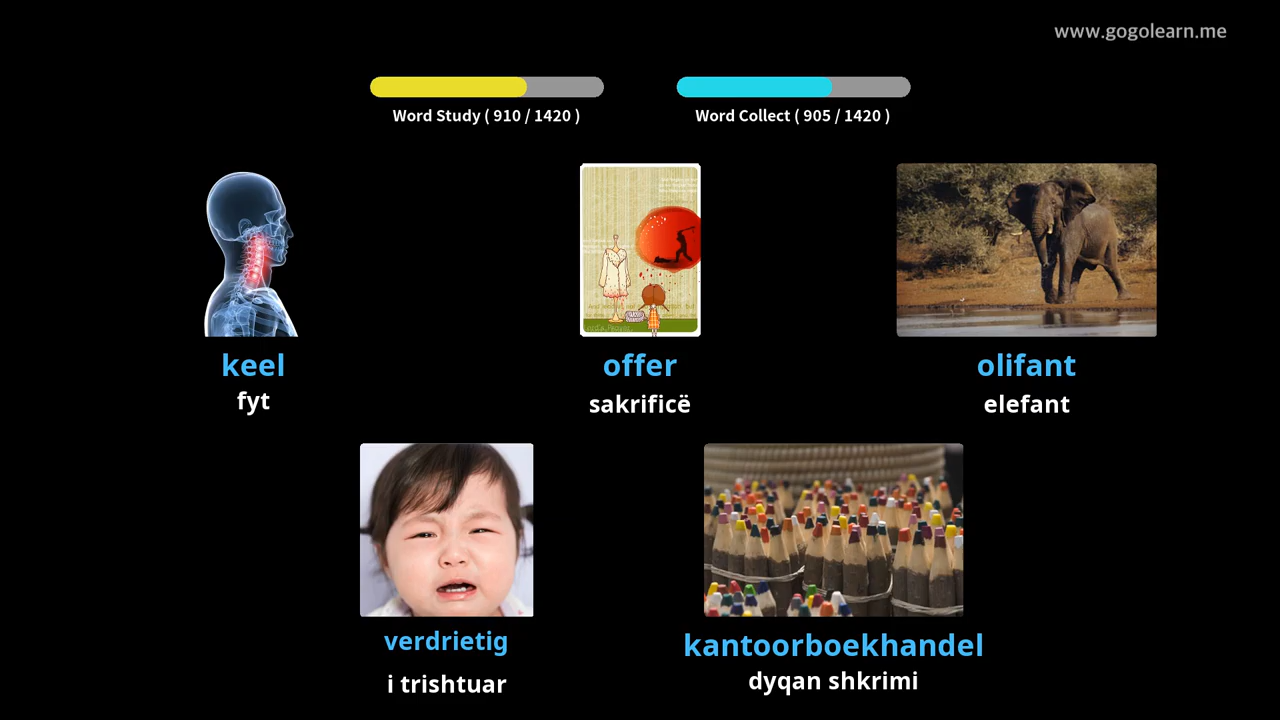 www.gogolearn.me
Word Study ( 910 / 1420 )
Word Collect ( 905 / 1420 )
keel
fyt
offer
sakrificë
olifant
elefant
verdrietig
i trishtuar
kantoorboekhandel
dyqan shkrimi